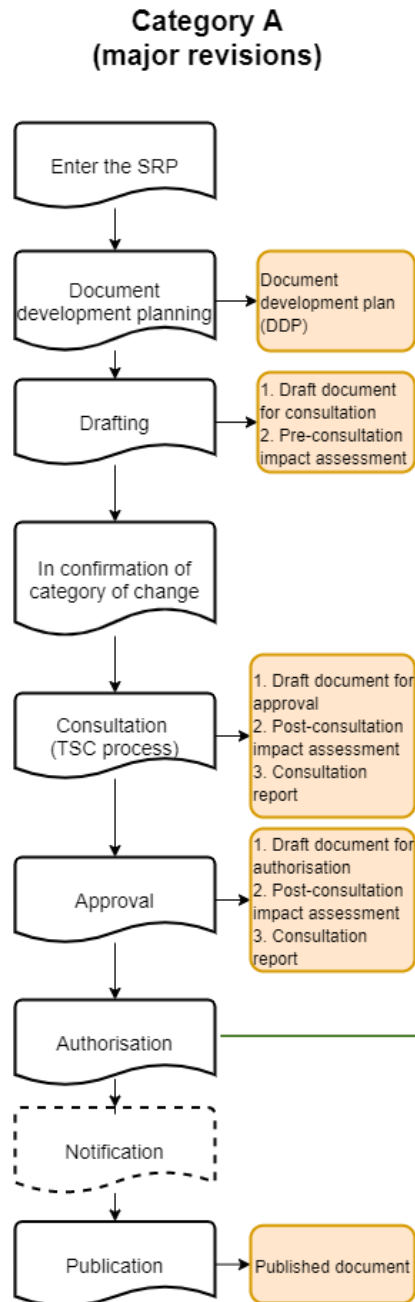 Category A
(major revisions)
Enter the SRP
Document
development planning
Document
development plan
(DDP)
Drafting
1. Draft document
for consultation
2. Pre-consultation
impact assessment
In confirmation of
category of change
Consultation
(TSC process)
1. Draft document for
approval
2. Post-consultation
impact assessment
3. Consultation
report
Approval
1. Draft document for
authorisation
2. Post-consultation
impact assessment
3. Consultation
report
Authorisation
Notification
Publication
Published document